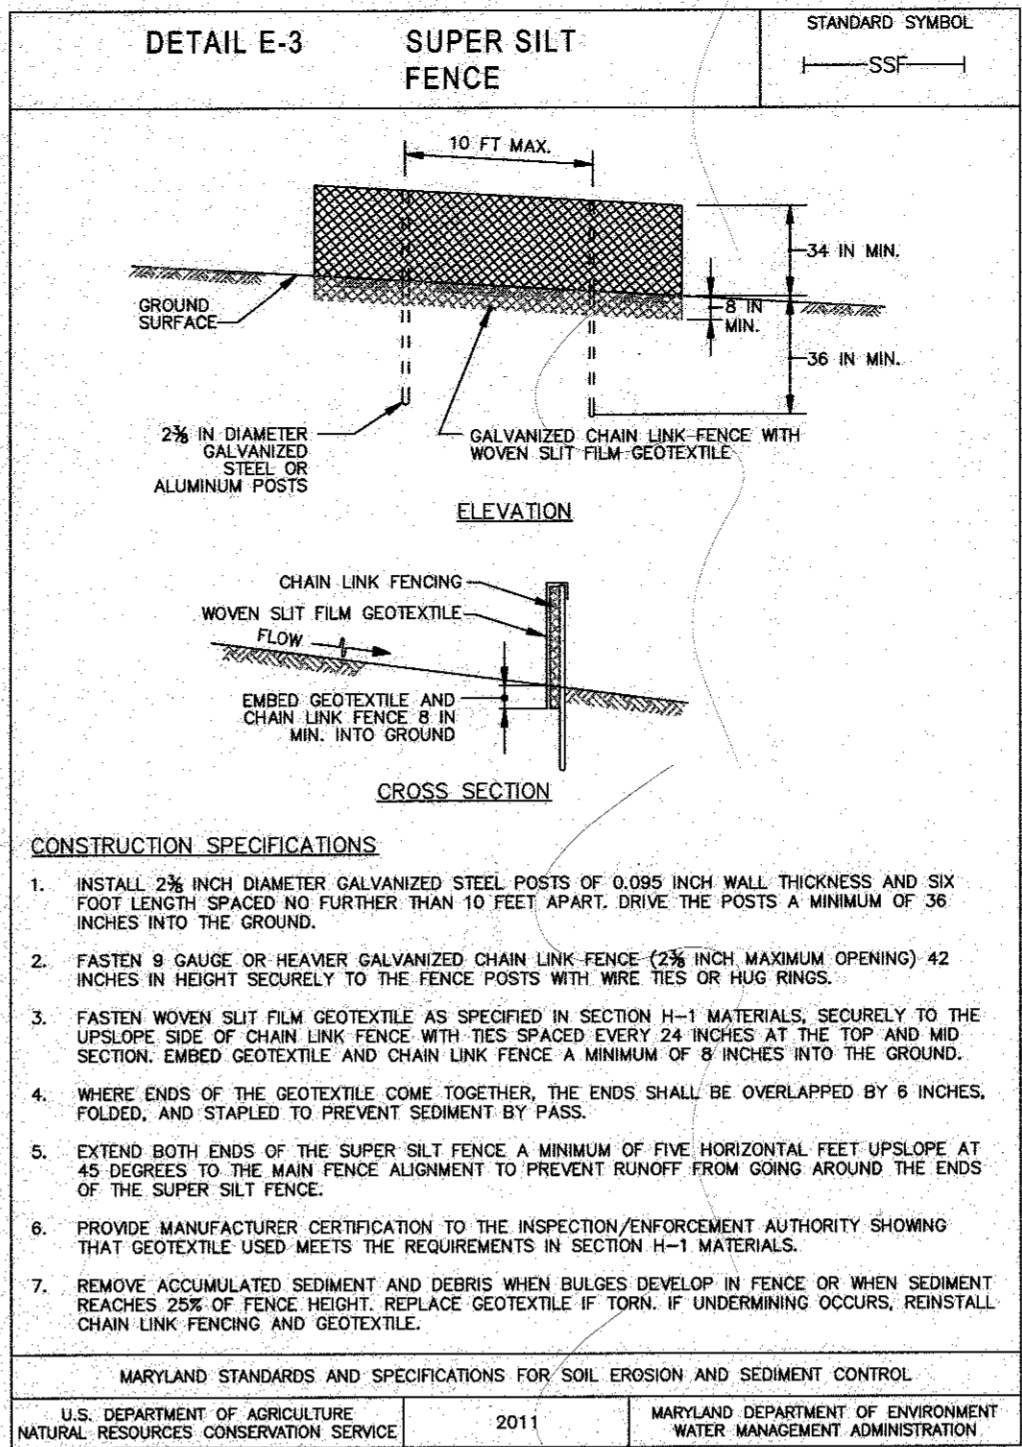 DETAIL E-3
SUPER SILT
FENCE
STANDARD SYMBOL
SSF
10 FT MAX.
34 IN MIN.
GROUND
SURFACE
8 IN
MIN.
36 IN MIN.
2⅜ IN DIAMETER
GALVANIZED
STEEL OR
ALUMINUM POSTS
GALVANIZED CHAIN LINK FENCE WITH
WOVEN SLIT FILM GEOTEXTILE
ELEVATION
CHAIN LINK FENCING
WOVEN SLIT FILM GEOTEXTILE
FLOW
EMBED GEOTEXTILE AND
CHAIN LINK FENCE 8 IN
MIN. INTO GROUND
CROSS SECTION
CONSTRUCTION SPECIFICATIONS
1. INSTALL 2⅜ INCH DIAMETER GALVANIZED STEEL POSTS OF 0.095 INCH WALL THICKNESS AND SIX
FOOT LENGTH SPACED NO FURTHER THAN 10 FEET APART. DRIVE THE POSTS A MINIMUM OF 36
INCHES INTO THE GROUND.
2. FASTEN 9 GAUGE OR HEAVIER GALVANIZED CHAIN LINK FENCE (2⅜ INCH MAXIMUM OPENING) 42
INCHES IN HEIGHT SECURELY TO THE FENCE POSTS WITH WIRE TIES OR HUG RINGS.
3. FASTEN WOVEN SLIT FILM GEOTEXTILE AS SPECIFIED IN SECTION H-1 MATERIALS, SECURELY TO THE
UPSLOPE SIDE OF CHAIN LINK FENCE WITH TIES SPACED EVERY 24 INCHES AT THE TOP AND MID
SECTION. EMBED GEOTEXTILE AND CHAIN LINK FENCE A MINIMUM OF 8 INCHES INTO THE GROUND.
4. WHERE ENDS OF THE GEOTEXTILE COME TOGETHER, THE ENDS SHALL BE OVERLAPPED BY 6 INCHES,
FOLDED, AND STAPLED TO PREVENT SEDIMENT BY PASS.
5. EXTEND BOTH ENDS OF THE SUPER SILT FENCE A MINIMUM OF FIVE HORIZONTAL FEET UPSLOPE AT
45 DEGREES TO THE MAIN FENCE ALIGNMENT TO PREVENT RUNOFF FROM GOING AROUND THE ENDS
OF THE SUPER SILT FENCE.
6. PROVIDE MANUFACTURER CERTIFICATION TO THE INSPECTION/ENFORCEMENT AUTHORITY SHOWING
THAT GEOTEXTILE USED MEETS THE REQUIREMENTS IN SECTION H-1 MATERIALS.
7. REMOVE ACCUMULATED SEDIMENT AND DEBRIS WHEN BULGES DEVELOP IN FENCE OR WHEN SEDIMENT
REACHES 25% OF FENCE HEIGHT. REPLACE GEOTEXTILE IF TORN. IF UNDERMINING OCCURS, REINSTALL
CHAIN LINK FENCING AND GEOTEXTILE.
MARYLAND STANDARDS AND SPECIFICATIONS FOR SOIL EROSION AND SEDIMENT CONTROL
U.S. DEPARTMENT OF AGRICULTURE
NATURAL RESOURCES CONSERVATION SERVICE
2011
MARYLAND DEPARTMENT OF ENVIRONMENT
WATER MANAGEMENT ADMINISTRATION